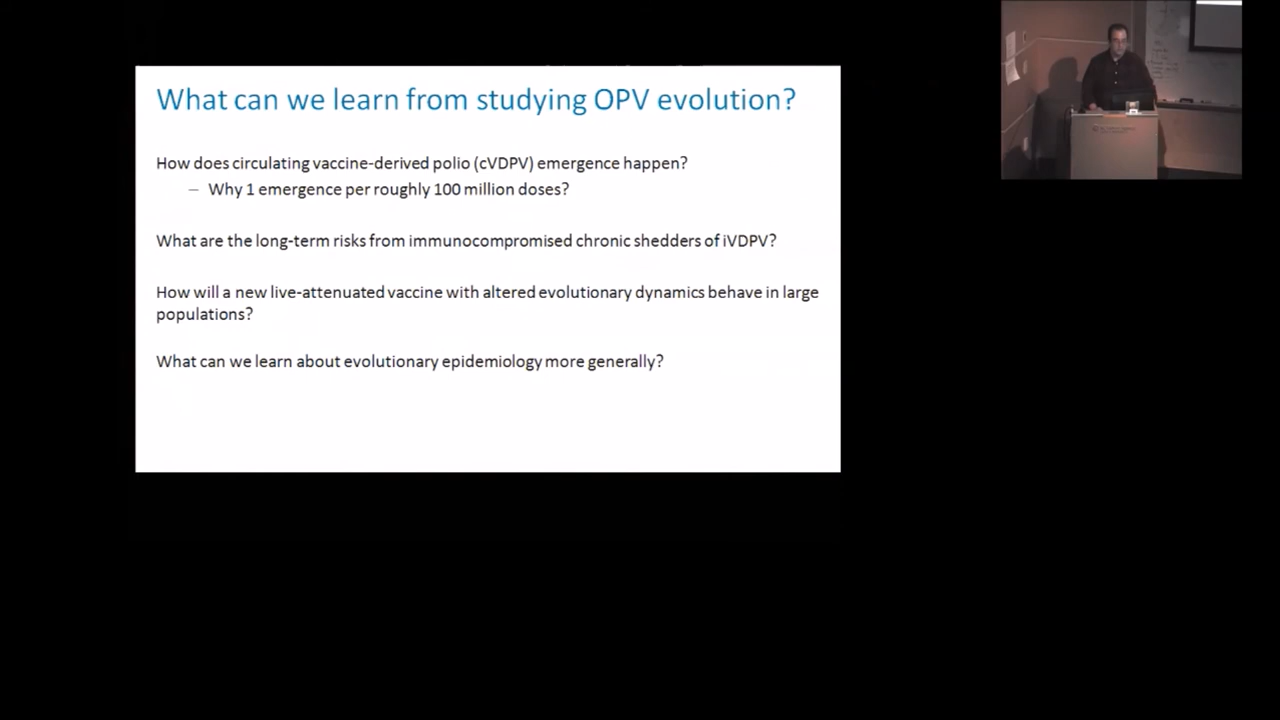 What can we learn from studying OPV evolution?
How does circulating vaccine-derived polio (cVDPV) emergence happen?
– Why 1 emergence per roughly 100 million doses?
What are the long-term risks from immunocompromised chronic shedders of iVDPV?
How will a new live-attenuated vaccine with altered evolutionary dynamics behave in large
populations?
What can we learn about evolutionary epidemiology more generally?